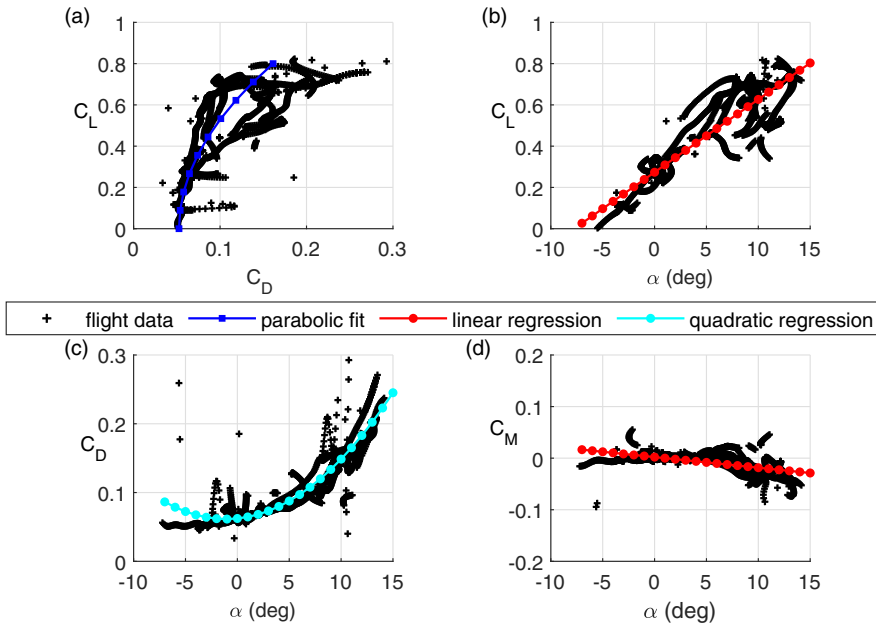 (a)
(b)
1
0.8
0.6
0.4
0.2
0
C_L
0
0.1
0.2
0.3
C_D
1
0.8
0.6
0.4
0.2
0
C_L
-10
-5
0
5
10
15
α (deg)
flight data
parabolic fit
linear regression
quadratic regression
(c)
(d)
0.3
0.2
0.1
0
C_D
-10
-5
0
5
10
15
α (deg)
0.2
0.1
0
-0.1
-0.2
C_M
-10
-5
0
5
10
15
α (deg)